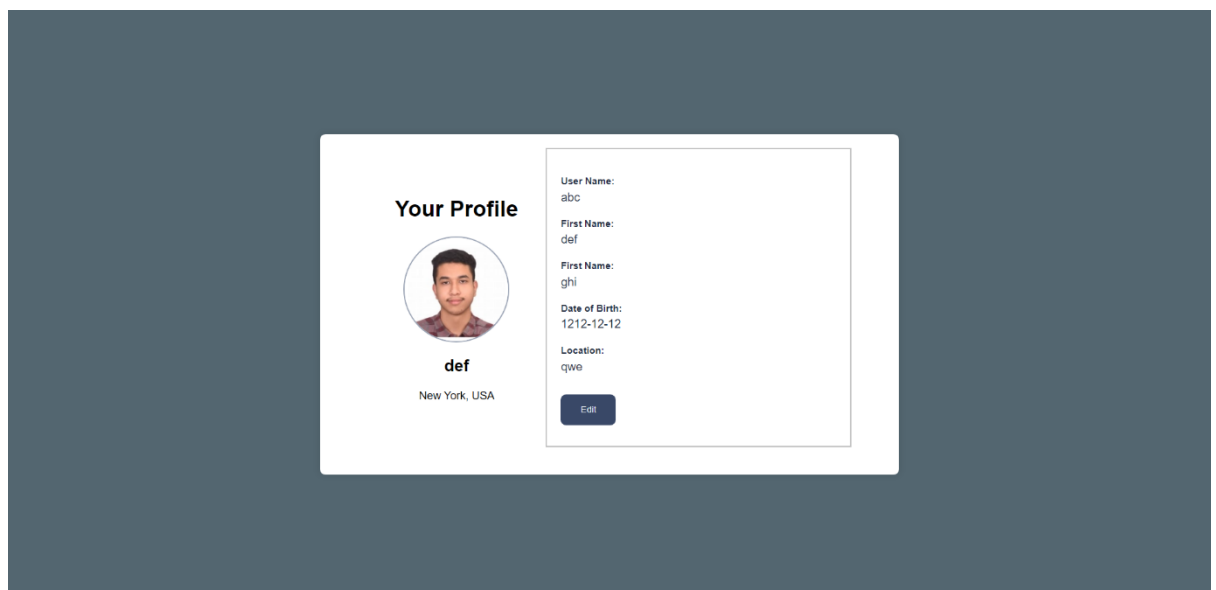 Your Profile
def
New York, USA
User Name:
abc
First Name:
def
First Name:
ghi
Date of Birth:
1212-12-12
Location:
qwe
Edit